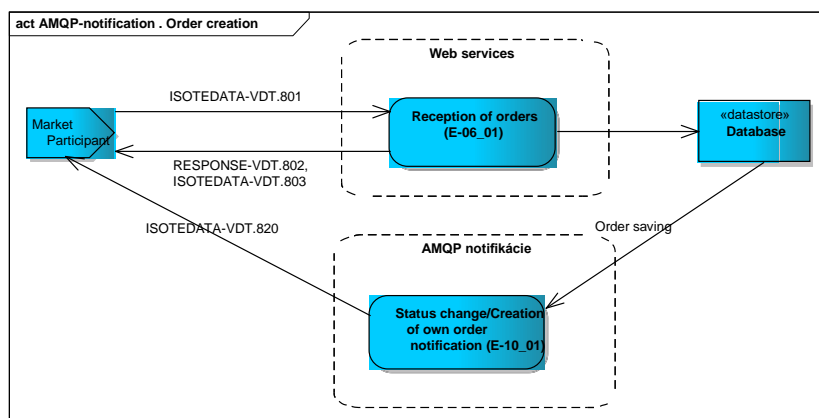 act AMQP-notification . Order creation
Web services
ISOTEDATA-VDT.801
Market
Participant
Reception of orders
(E-06_01)
«datastore»
Database
RESPONSE-VDT.802,
ISOTEDATA-VDT.803
ISOTEDATA-VDT.820
Order saving
AMQP notifikácie
Status change/Creation
of own order
notification (E-10_01)